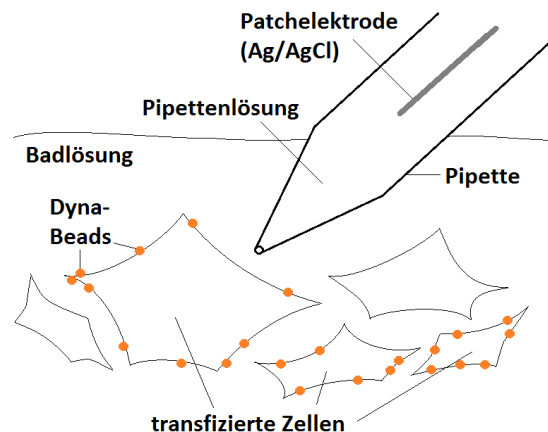 Patchelektrode
(Ag/AgCl)
Pipettenlösung
Badlösung
Pipette
Dyna-
Beads
transfizierte Zellen